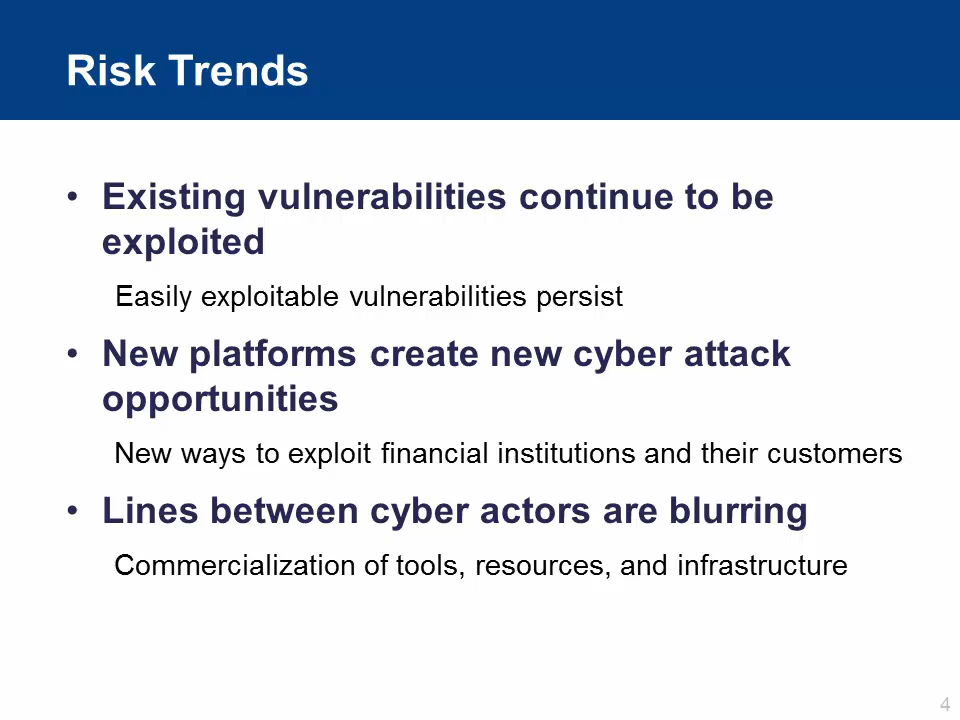 Risk Trends
• Existing vulnerabilities continue to be
exploited
Easily exploitable vulnerabilities persist
• New platforms create new cyber attack
opportunities
New ways to exploit financial institutions and their customers
• Lines between cyber actors are blurring
Commercialization of tools, resources, and infrastructure
4